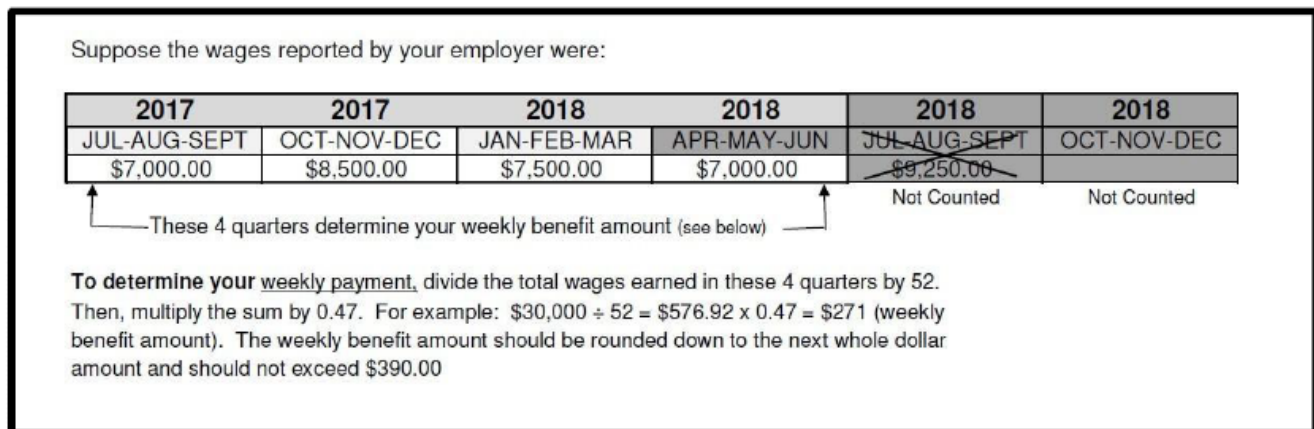 Suppose the wages reported by your employer were:
2017 2017 2018 2018 2018 2018
JUL-AUG-SEPT OCT-NOV-DEC JAN-FEB-MAR APR-MAY-JUN JUL-AUG-SEPT OCT-NOV-DEC
$7,000.00 $8,500.00 $7,500.00 $7,000.00 $9,250.00
Not Counted Not Counted
These 4 quarters determine your weekly benefit amount (see below)
To determine your weekly payment, divide the total wages earned in these 4 quarters by 52.
Then, multiply the sum by 0.47. For example: $30,000 ÷ 52 = $576.92 x 0.47 = $271 (weekly
benefit amount). The weekly benefit amount should be rounded down to the next whole dollar
amount and should not exceed $390.00